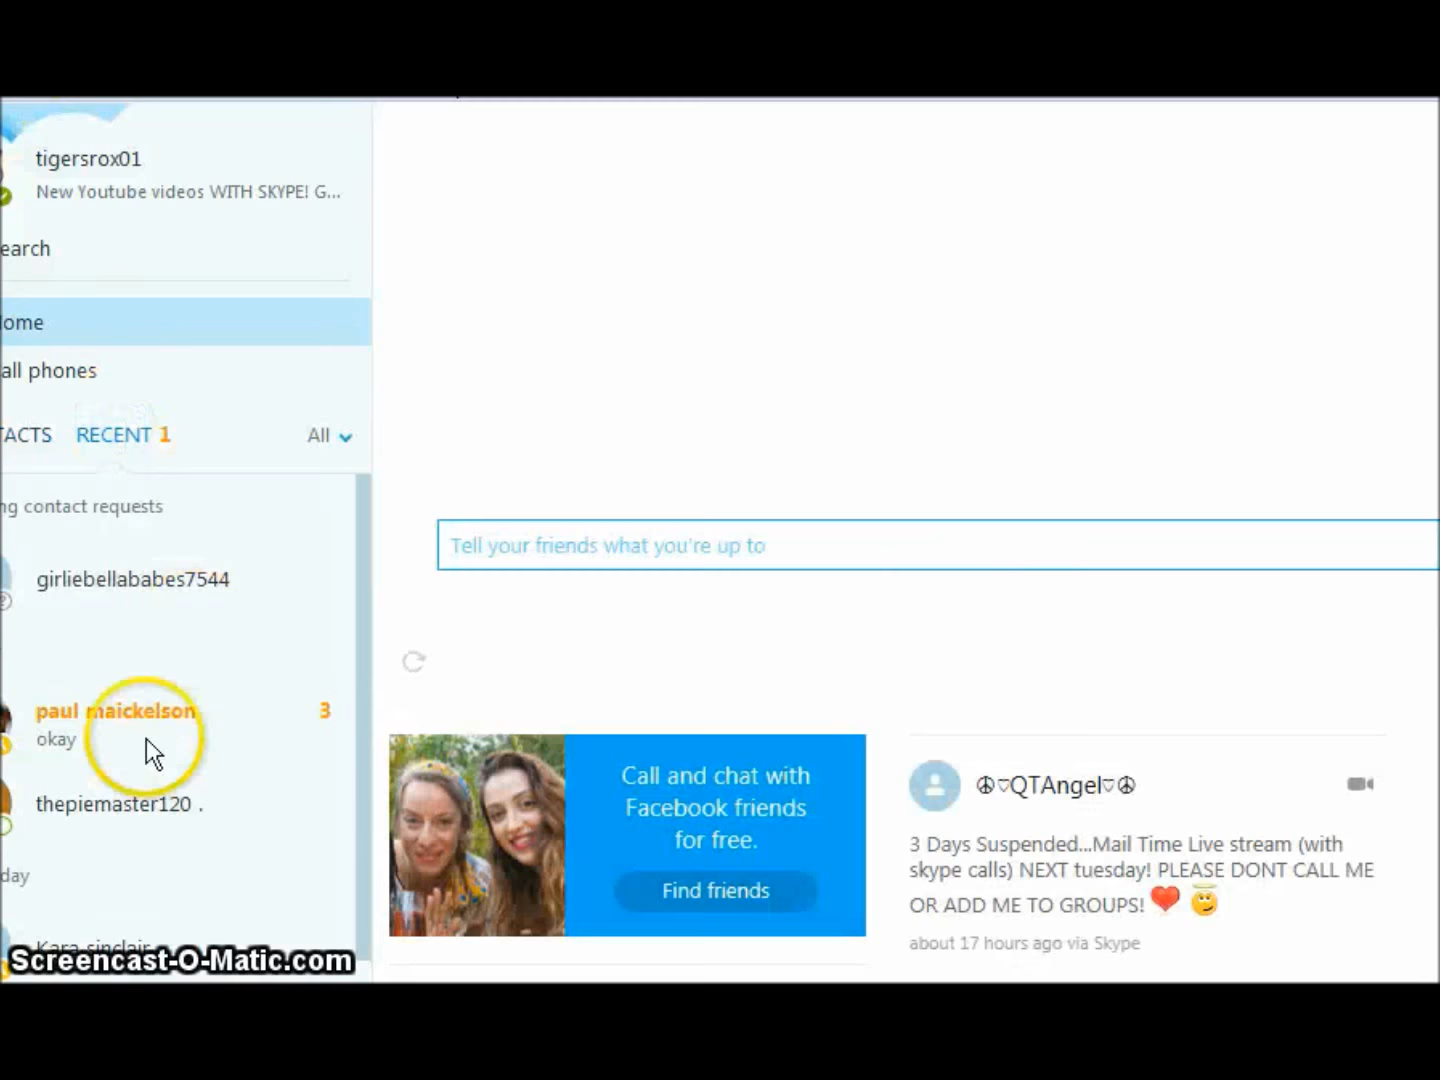 tigersrox01
New Youtube videos WITH SKYPE! G...
earch
ome
all phones
TACTS RECENT 1 All
ng contact requests
girliebellababes7544
paul maickelson 3
okay
thepiemaster120 .
day
Kara sinclair
Screencast-O-Matic.com
Tell your friends what you're up to
Call and chat with
Facebook friends
for free.
Find friends
☮♡QTAngel♡☮
3 Days Suspended...Mail Time Live stream (with
skype calls) NEXT tuesday! PLEASE DONT CALL ME
OR ADD ME TO GROUPS!
about 17 hours ago via Skype